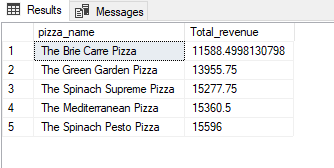 Results Messages
pizza_name Total_revenue
1 The Brie Carre Pizza 11588.4998130798
2 The Green Garden Pizza 13955.75
3 The Spinach Supreme Pizza 15277.75
4 The Mediterranean Pizza 15360.5
5 The Spinach Pesto Pizza 15596